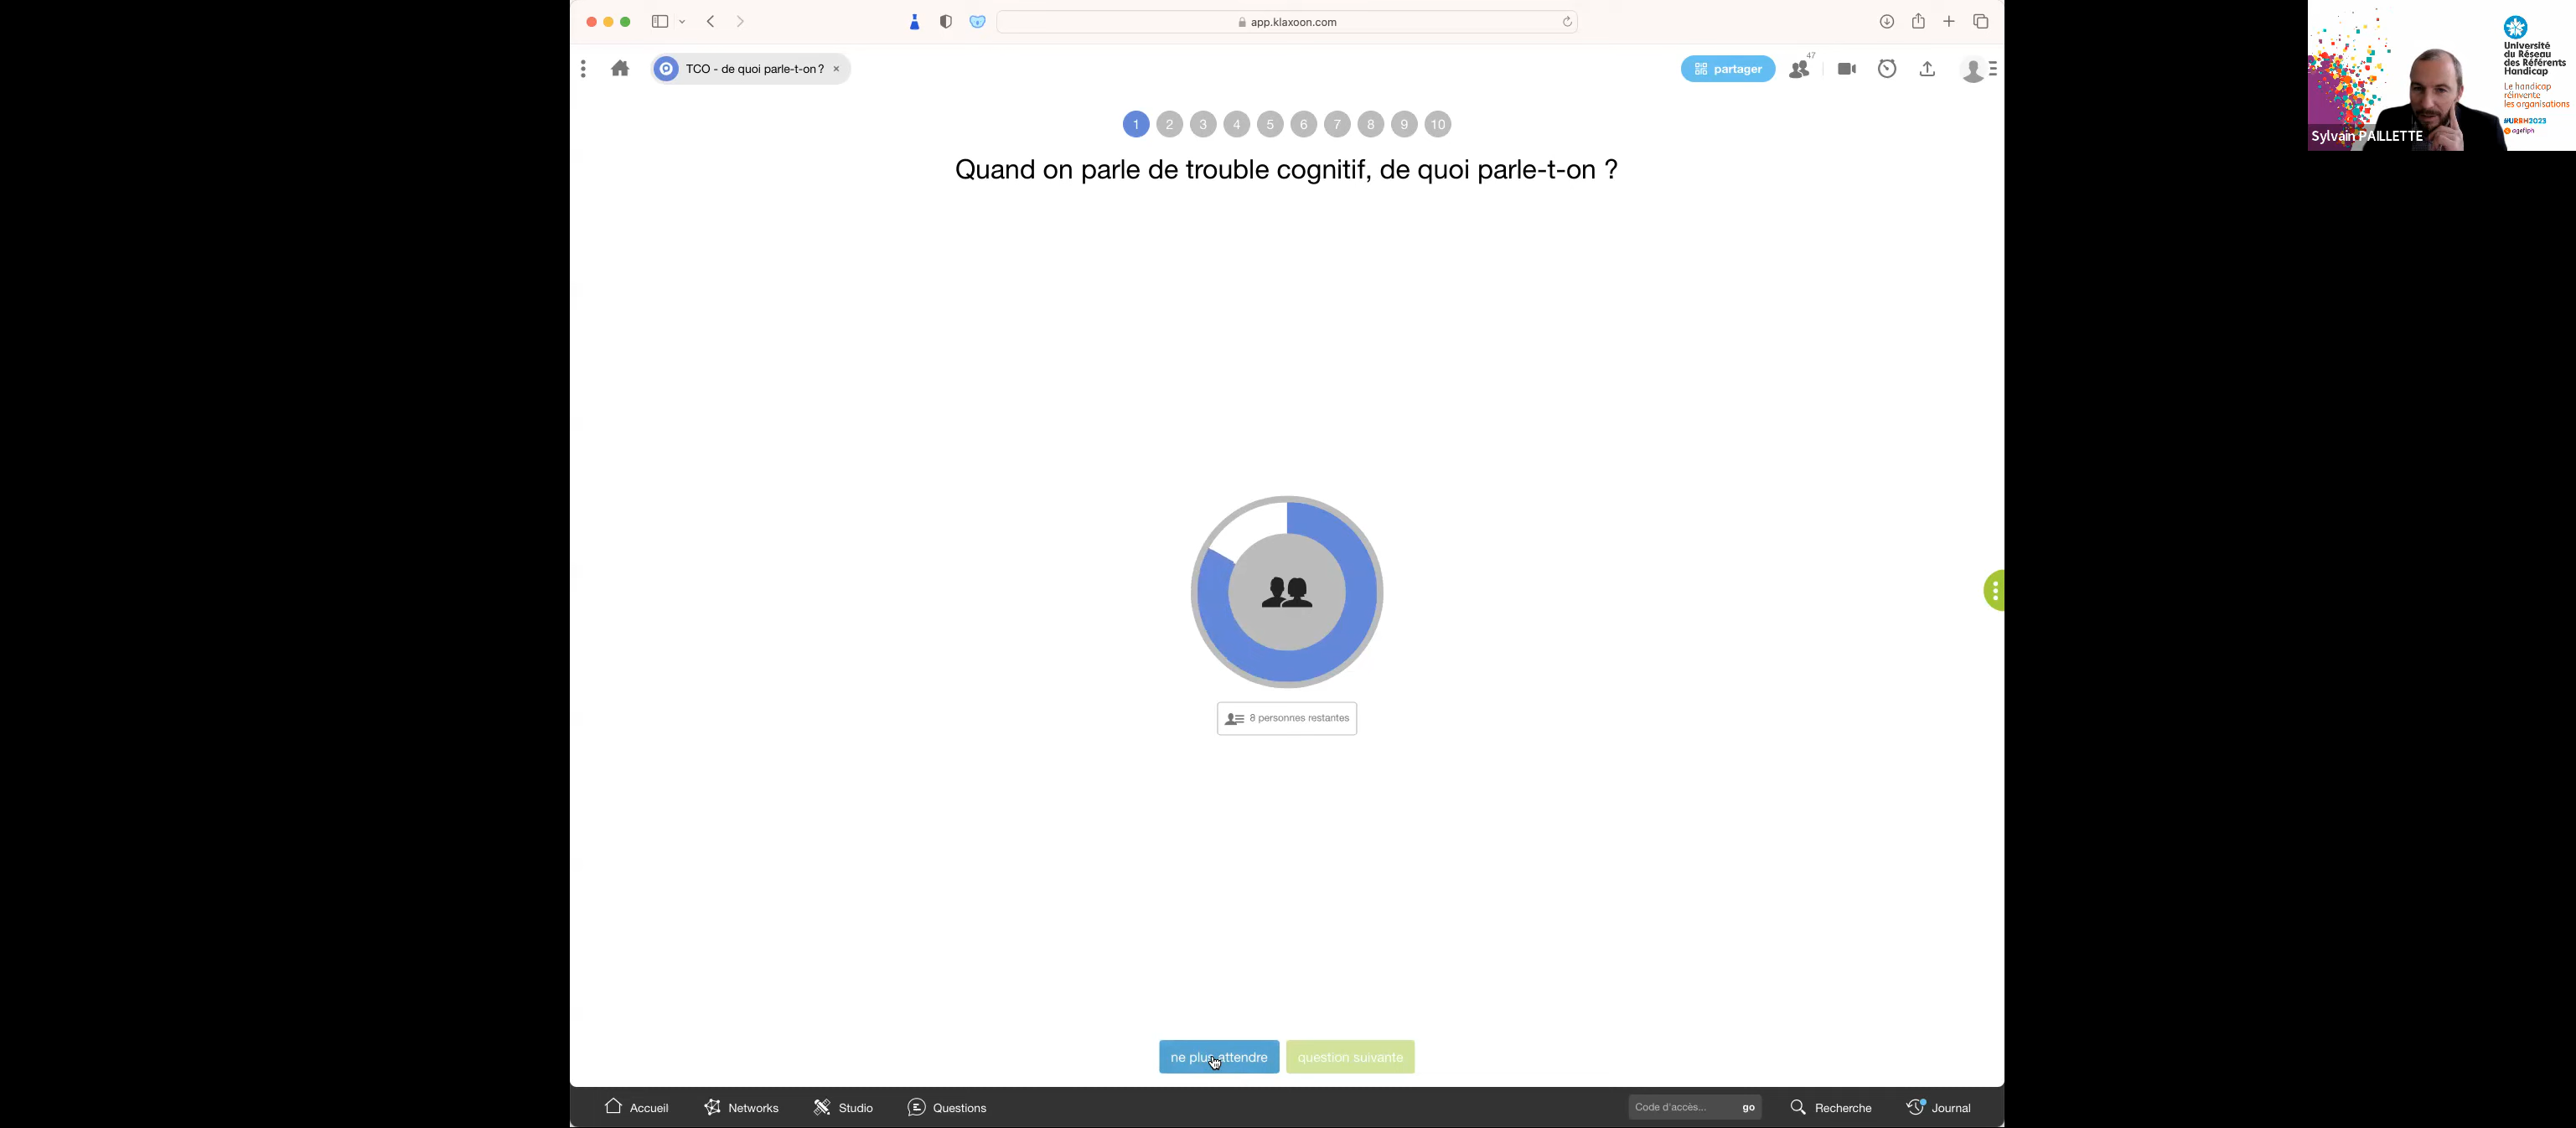 app.klaxoon.com
TCO - de quoi parle-t-on ?
partager
47
1 2 3 4 5 6 7 8 9 10
Quand on parle de trouble cognitif, de quoi parle-t-on ?
8 personnes restantes
ne plus attendre
question suivante
Accueil
Networks
Studio
Questions
Code d'accès...
go
Recherche
Journal
Université
du Réseau
des Référents
Handicap
Le handicap
réinvente
les organisations
#URRH2023
agefiph
Sylvain PAILLETTE